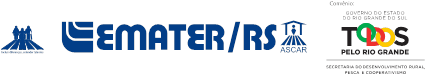 Convênio:
GOVERNO DO ESTADO
DO RIO GRANDE DO SUL
TODOS
PELO RIO GRANDE
SECRETARIA DO DESENVOLVIMENTO RURAL,
PESCA E COOPERATIVISMO
EMATER/RS
ASCAR